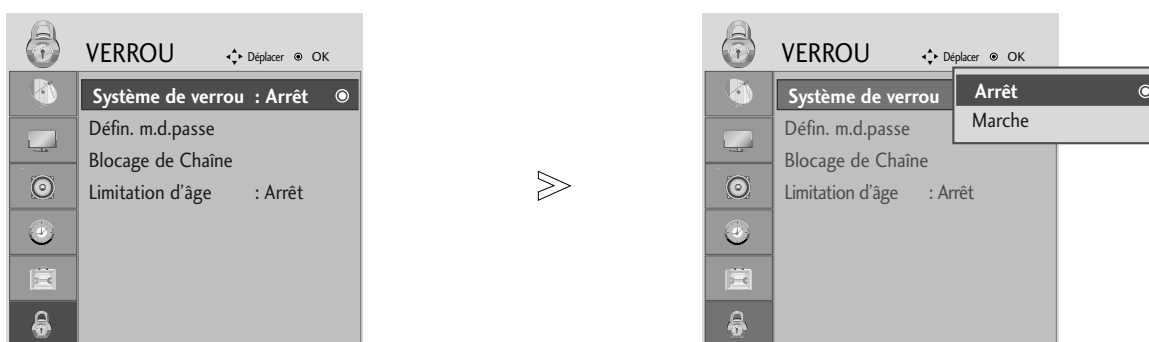 VERROU Déplacer OK
Système de verrou : Arrêt
Défin. m.d.passe
Blocage de Chaîne
Limitation d'âge : Arrêt
VERROU Déplacer OK
Système de verrou
Arrêt
Marche
Défin. m.d.passe
Blocage de Chaîne
Limitation d'âge : Arrêt